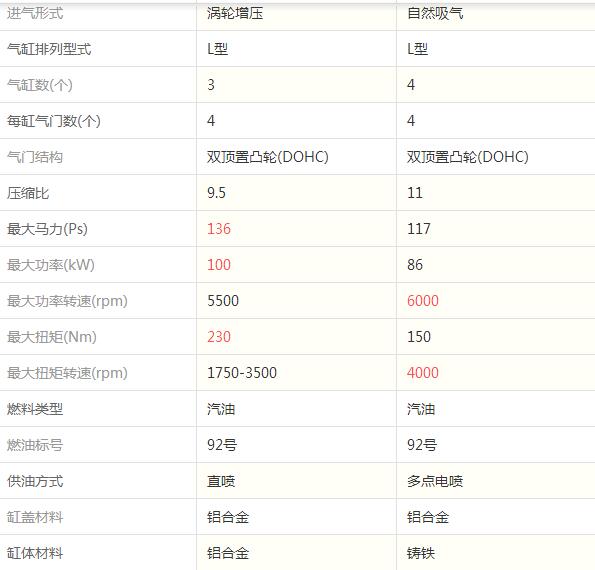 进气形式 涡轮增压 自然吸气
气缸排列型式 L型 L型
气缸数(个) 3 4
每缸气门数(个) 4 4
气门结构 双顶置凸轮(DOHC) 双顶置凸轮(DOHC)
压缩比 9.5 11
最大马力(Ps) 136 117
最大功率(kW) 100 86
最大功率转速(rpm) 5500 6000
最大扭矩(Nm) 230 150
最大扭矩转速(rpm) 1750-3500 4000
燃料类型 汽油 汽油
燃油标号 92号 92号
供油方式 直喷 多点电喷
缸盖材料 铝合金 铝合金
缸体材料 铝合金 铸铁